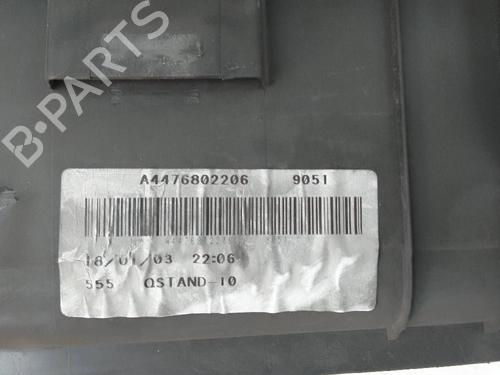 B-PARTS
A4476802206 9051
18/01/03 22:06
555 QSTAND-10